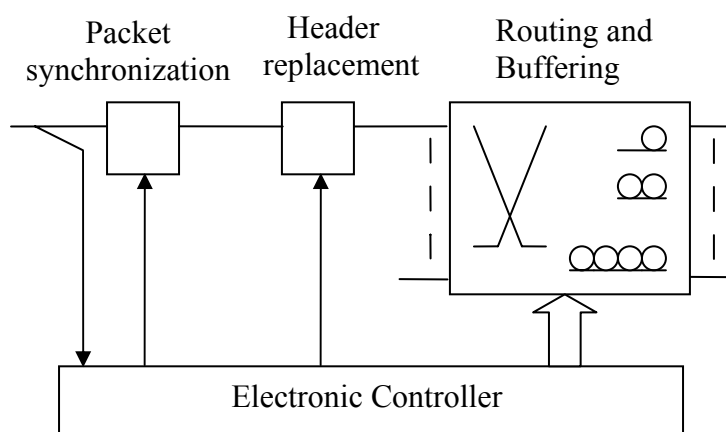 Packet
synchronization
Header
replacement
Routing and
Buffering
Electronic Controller